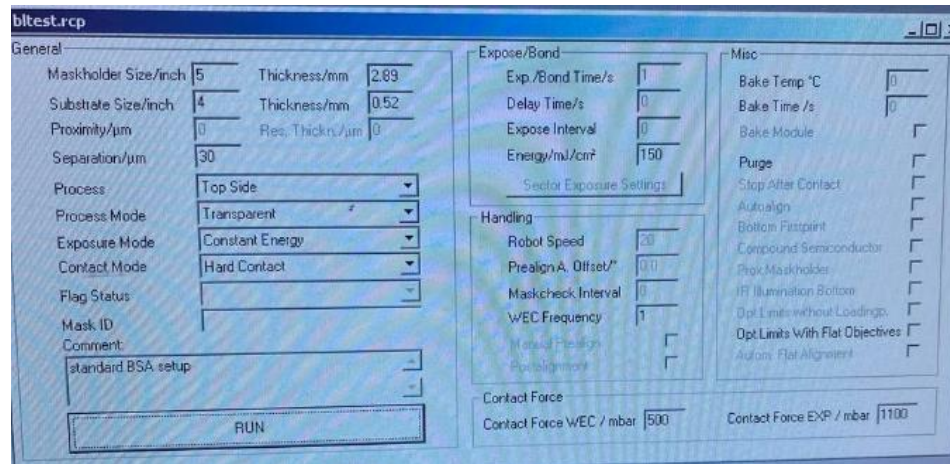 bltest.rcp
General
Maskholder Size/inch 5 Thickness/mm 2.89
Substrate Size/inch 4 Thickness/mm 0.52
Proximity/µm 0 Res. Thickn./µm 0
Separation/µm 30
Process Top Side
Process Mode Transparent
Exposure Mode Constant Energy
Contact Mode Hard Contact
Flag Status
Mask ID
Comment:
standard BSA setup
RUN
Expose/Bond
Exp./Bond Time/s 1
Delay Time/s 0
Expose Interval 0
Energy/mJ/cm² 150
Sector Exposure Settings
Handling
Robot Speed 20
Prealign A. Offset/° 0.0
Maskcheck Interval 0
WEC Frequency 1
Manual Prealign
Postalignment
Misc
Bake Temp °C 0
Bake Time /s 0
Bake Module
Purge
Stop After Contact
Autoalign
Bottom Firstprint
Compound Semiconductor
Prox Maskholder
IR Illumination Bottom
Opt Limits without Loadingp.
Opt Limits With Flat Objectives
Autom. Flat Alignment
Contact Force
Contact Force WEC / mbar 500 Contact Force EXP / mbar 1100